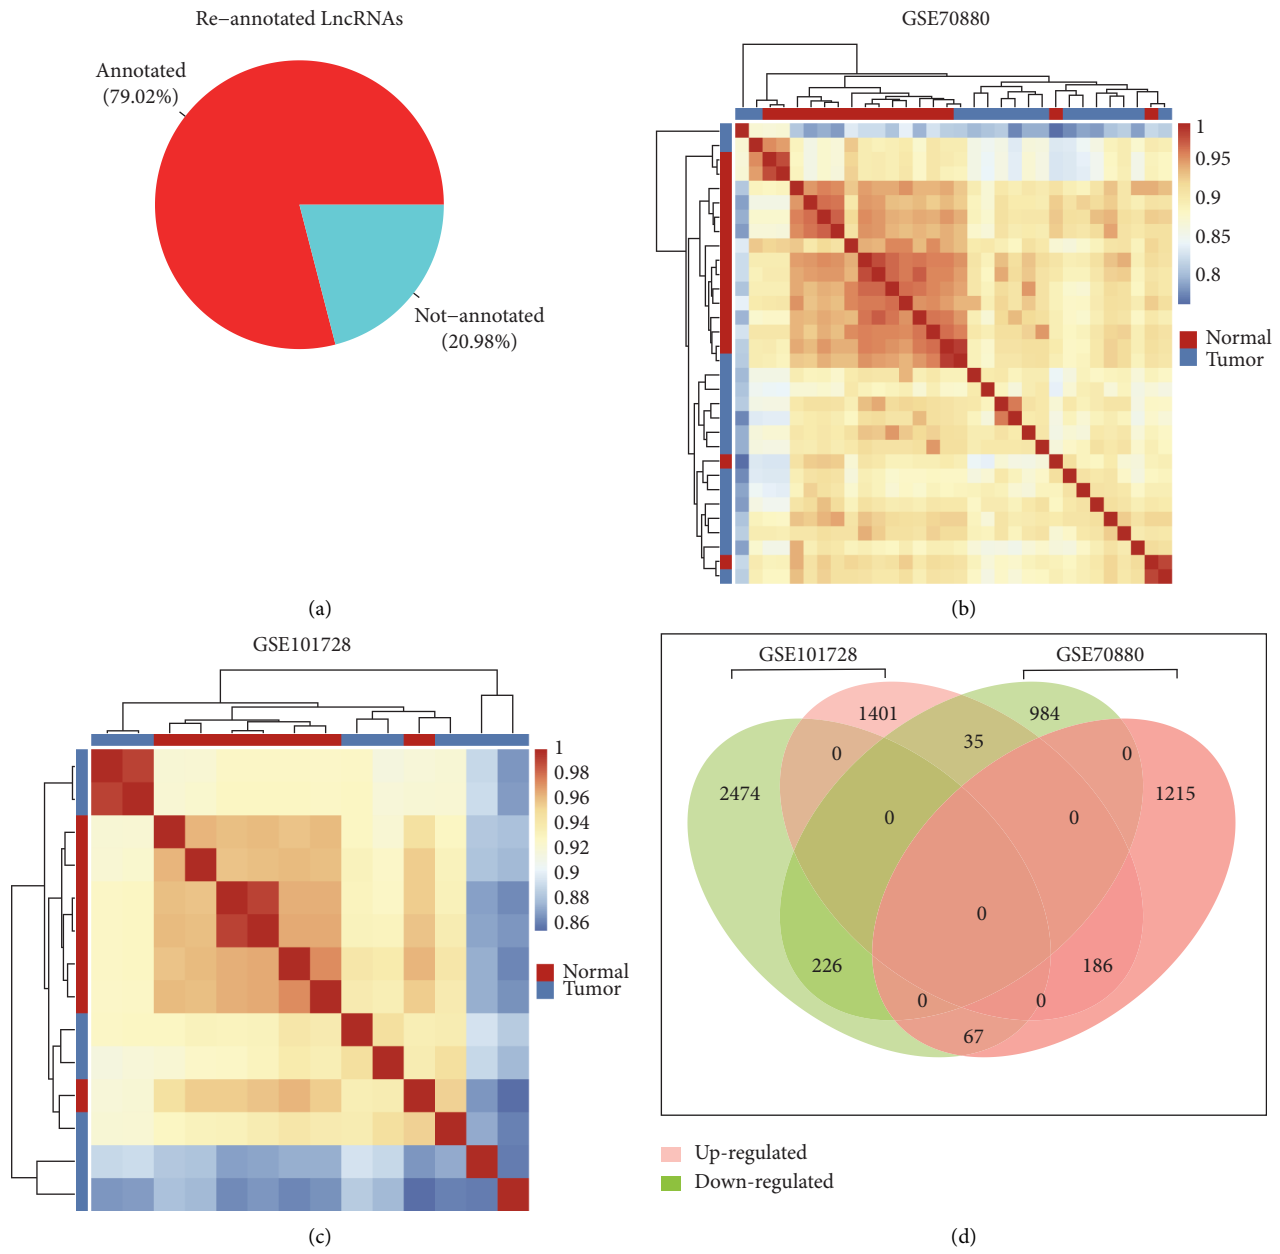 Re−annotated LncRNAs
Annotated
(79.02%)
Not−annotated
(20.98%)
(a)
GSE70880
1
0.95
0.9
0.85
0.8
Normal
Tumor
(b)
GSE101728
1
0.98
0.96
0.94
0.92
0.9
0.88
0.86
Normal
Tumor
(c)
GSE101728
GSE70880
1401
984
35
0
0
2474
1215
0
0
0
226
186
0
0
67
Up-regulated
Down-regulated
(d)